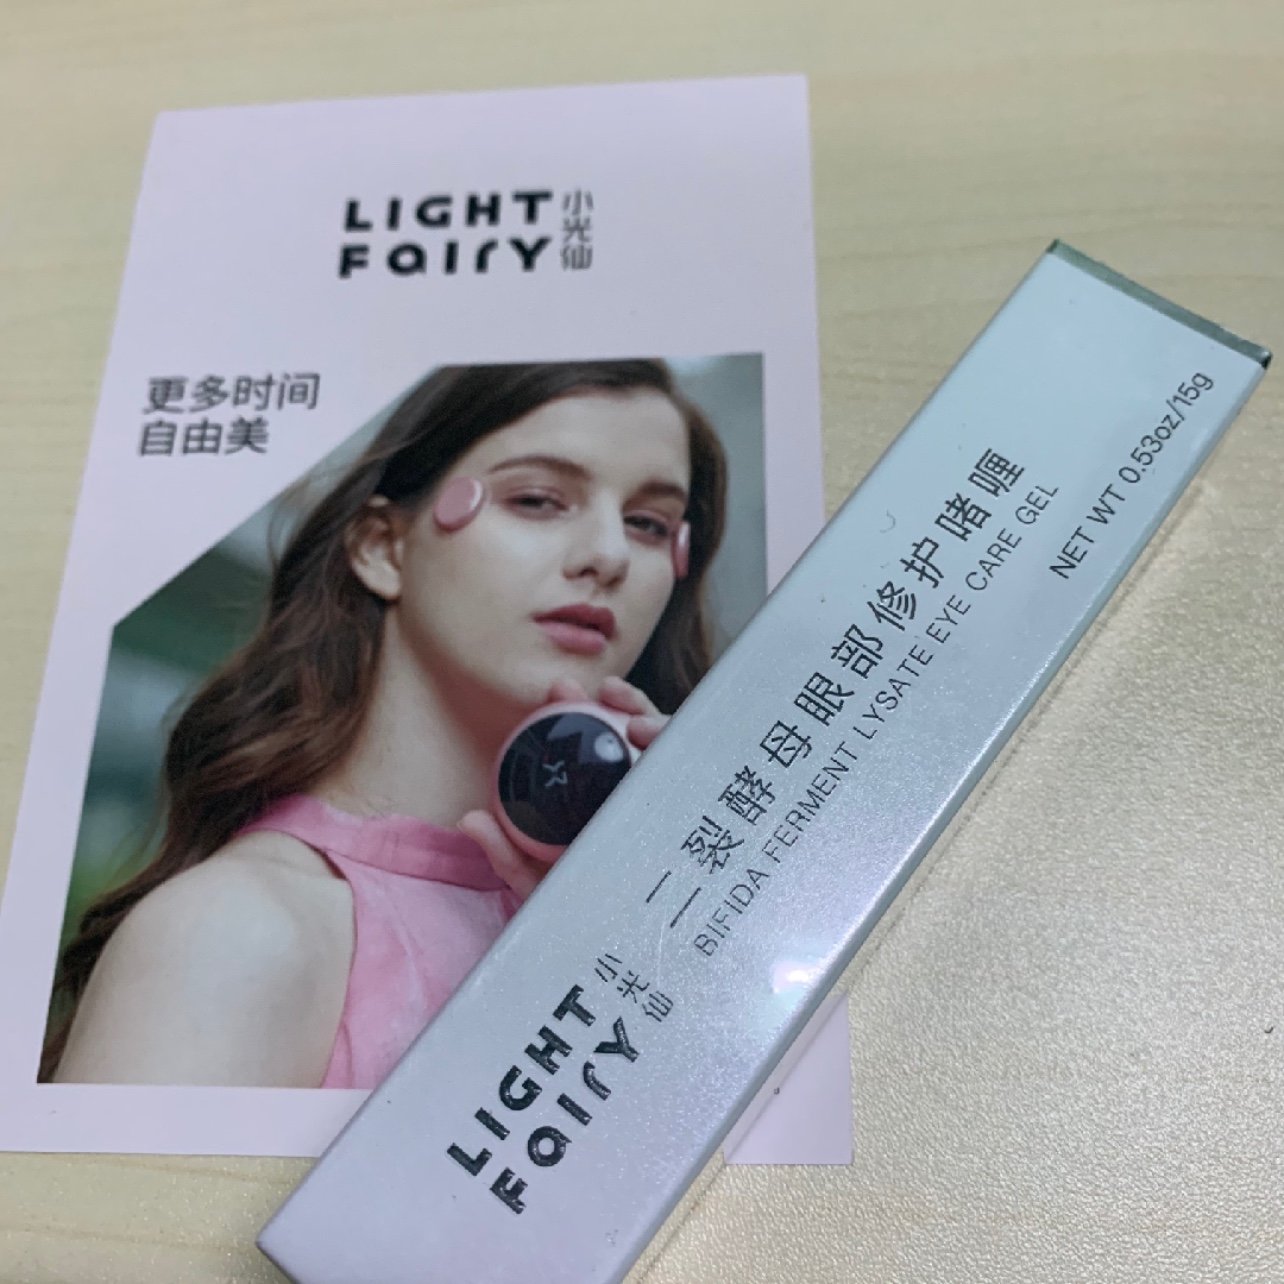 LIGHT
FAIRY
小光仙
更多时间
自由美
LIGHT
FAIRY
小光仙
二裂酵母眼部修护啫喱
BIFIDA FERMENT LYSATE EYE CARE GEL
NET WT 0.53oz/15g